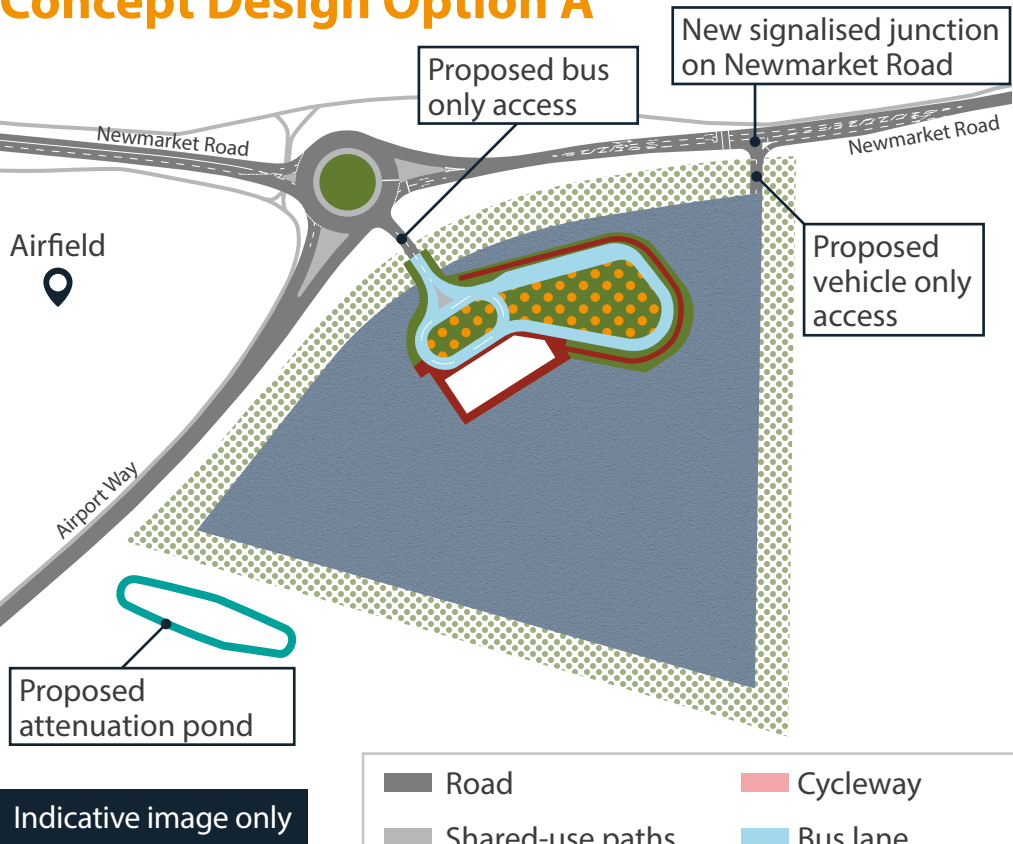 Concept Design Option A
New signalised junction
on Newmarket Road
Proposed bus
only access
Newmarket Road
Newmarket Road
Airfield
Proposed
vehicle only
access
Airport Way
Proposed
attenuation pond
Indicative image only
Road
Cycleway
Shared-use paths
Bus lane